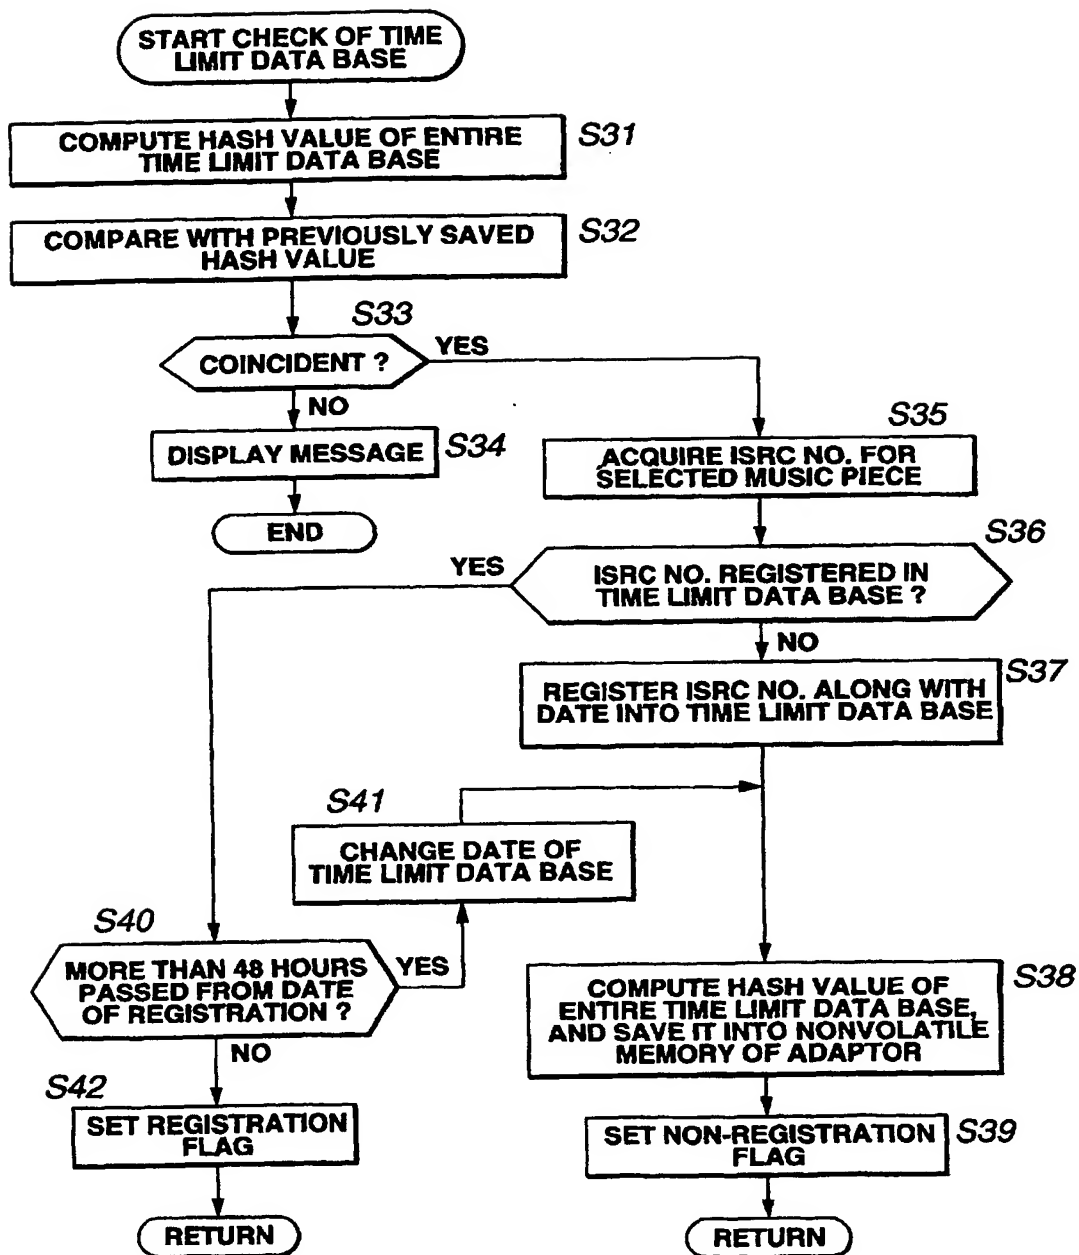 START CHECK OF TIME
LIMIT DATA BASE
COMPUTE HASH VALUE OF ENTIRE
TIME LIMIT DATA BASE
S31
COMPARE WITH PREVIOUSLY SAVED
HASH VALUE
S32
S33
COINCIDENT ?
YES
NO
DISPLAY MESSAGE
S34
END
S35
ACQUIRE ISRC NO. FOR
SELECTED MUSIC PIECE
S36
YES
ISRC NO. REGISTERED IN
TIME LIMIT DATA BASE ?
NO
S37
REGISTER ISRC NO. ALONG WITH
DATE INTO TIME LIMIT DATA BASE
S41
CHANGE DATE OF
TIME LIMIT DATA BASE
S40
MORE THAN 48 HOURS
PASSED FROM DATE
OF REGISTRATION ?
YES
NO
S38
COMPUTE HASH VALUE OF
ENTIRE TIME LIMIT DATA BASE,
AND SAVE IT INTO NONVOLATILE
MEMORY OF ADAPTOR
S42
SET REGISTRATION
FLAG
SET NON-REGISTRATION
FLAG
S39
RETURN
RETURN